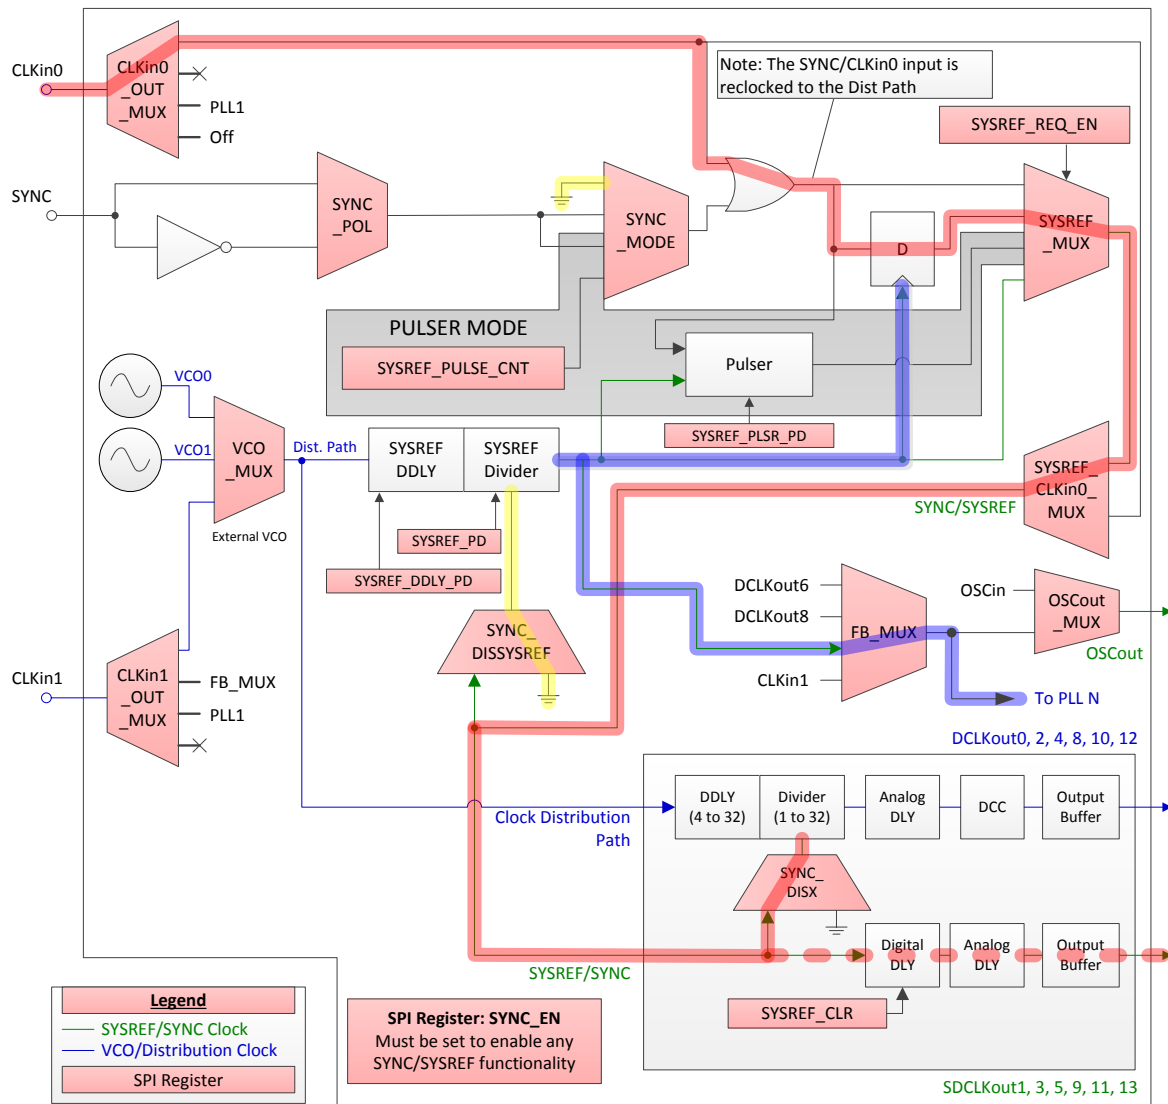 CLKin0
CLKin0
_OUT
_MUX
PLL1
Off
Note: The SYNC/CLKin0 input is
reclocked to the Dist Path
SYSREF_REQ_EN
SYNC
SYNC
_POL
SYNC
_MODE
D
SYSREF
_MUX
PULSER MODE
SYSREF_PULSE_CNT
Pulser
SYSREF_PLSR_PD
VCO0
VCO1
VCO
_MUX
External VCO
Dist. Path
SYSREF
DDLY
SYSREF
Divider
SYSREF_PD
SYSREF_DDLY_PD
SYNC/SYSREF
SYSREF_
CLKin0_
MUX
SYNC_
DISSYSREF
DCLKout6
DCLKout8
FB_MUX
CLKin1
OSCin
OSCout
_MUX
OSCout
To PLL N
CLKin1
CLKin1
_OUT
_MUX
FB_MUX
PLL1
DCLKout0, 2, 4, 8, 10, 12
Clock Distribution
Path
DDLY
(4 to 32)
Divider
(1 to 32)
Analog
DLY
DCC
Output
Buffer
SYNC_
DISX
SYSREF/SYNC
Digital
DLY
Analog
DLY
Output
Buffer
SYSREF_CLR
SDCLKout1, 3, 5, 9, 11, 13
Legend
SYSREF/SYNC Clock
VCO/Distribution Clock
SPI Register
SPI Register: SYNC_EN
Must be set to enable any
SYNC/SYSREF functionality